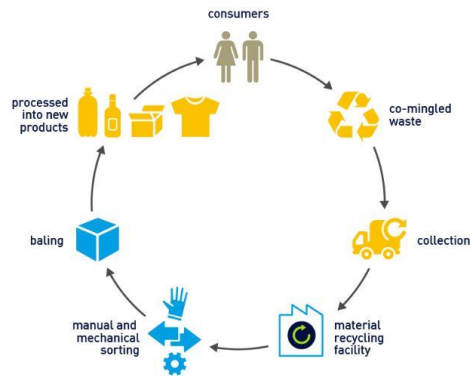 consumers
co-mingled
waste
collection
material
recycling
facility
manual and
mechanical
sorting
baling
processed
into new
products